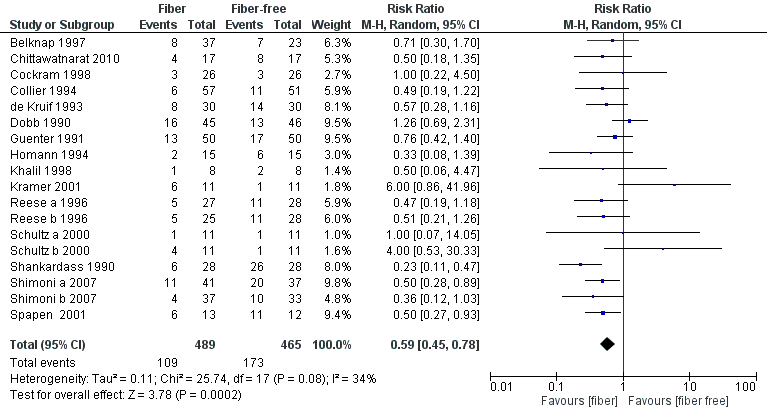 Fiber Fiber-free Risk Ratio Risk Ratio
Study or Subgroup Events Total Events Total Weight M-H, Random, 95% CI M-H, Random, 95% CI
Belknap 1997 8 37 7 23 6.3% 0.71 [0.30, 1.70]
Chittawatnarat 2010 4 17 8 17 5.3% 0.50 [0.18, 1.35]
Cockram 1998 3 26 3 26 2.9% 1.00 [0.22, 4.50]
Collier 1994 6 57 11 51 5.8% 0.49 [0.19, 1.22]
de Kruif 1993 8 30 14 30 8.0% 0.57 [0.28, 1.16]
Dobb 1990 16 45 13 46 9.2% 1.26 [0.69, 2.31]
Guenter 1991 13 50 17 50 9.5% 0.76 [0.42, 1.40]
Homann 1994 2 15 6 15 3.2% 0.33 [0.08, 1.39]
Khalil 1998 1 8 2 8 1.6% 0.50 [0.06, 4.47]
Kramer 2001 6 11 1 11 1.9% 6.00 [0.86, 41.96]
Reese a 1996 5 27 11 28 5.8% 0.47 [0.19, 1.18]
Reese b 1996 5 25 11 28 5.9% 0.51 [0.21, 1.26]
Schultz a 2000 1 11 1 11 1.1% 1.00 [0.07, 14.05]
Schultz b 2000 4 11 1 11 1.8% 4.00 [0.53, 30.33]
Shankardass 1990 6 28 26 28 8.0% 0.23 [0.11, 0.47]
Shimoni a 2007 11 41 20 37 9.6% 0.50 [0.28, 0.89]
Shimoni b 2007 4 37 10 33 4.9% 0.36 [0.12, 1.03]
Spapen 2001 6 13 11 12 9.4% 0.50 [0.27, 0.93]
Total (95% CI) 489 465 100.0% 0.59 [0.45, 0.78]
Total events 109 173
Heterogeneity: Tau² = 0.11; Chi² = 25.74, df = 17 (P = 0.08); I² = 34%
Test for overall effect: Z = 3.78 (P = 0.0002)
0.01 0.1 1 10 100
Favours [fiber] Favours [fiber free]